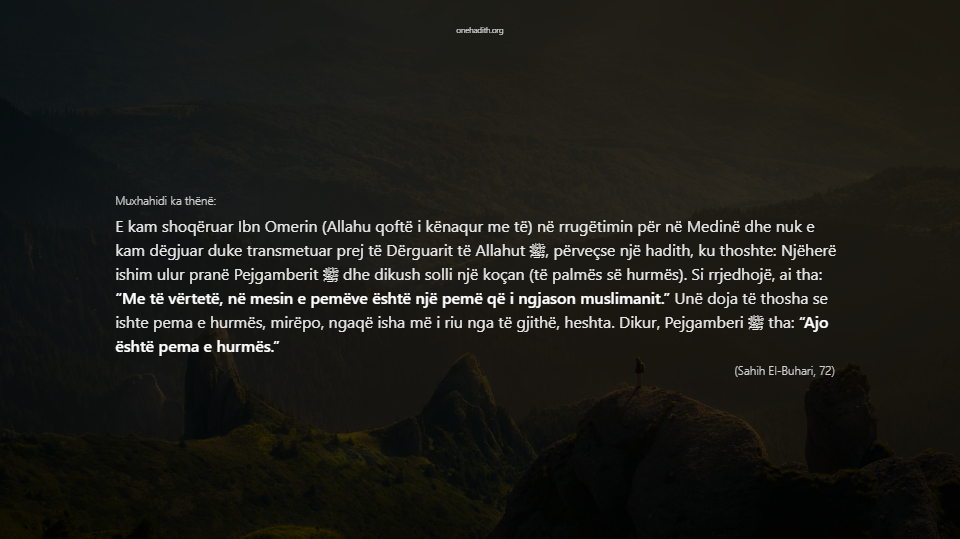 onehadith.org
Muxhahidi ka thënë:
E kam shoqëruar Ibn Omerin (Allahu qoftë i kënaqur me të) në rrugëtimin për në Medinë dhe nuk e
kam dëgjuar duke transmetuar prej të Dërguarit të Allahut ﷺ, përveçse një hadith, ku thoshte: Njëherë
ishim ulur pranë Pejgamberit ﷺ dhe dikush solli një koçan (të palmës së hurmës). Si rrjedhojë, ai tha:
“Me të vërtetë, në mesin e pemëve është një pemë që i ngjason muslimanit.” Unë doja të thosha se
ishte pema e hurmës, mirëpo, ngaqë isha më i riu nga të gjithë, heshta. Dikur, Pejgamberi ﷺ tha: “Ajo
është pema e hurmës.”
(Sahih El-Buhari, 72)